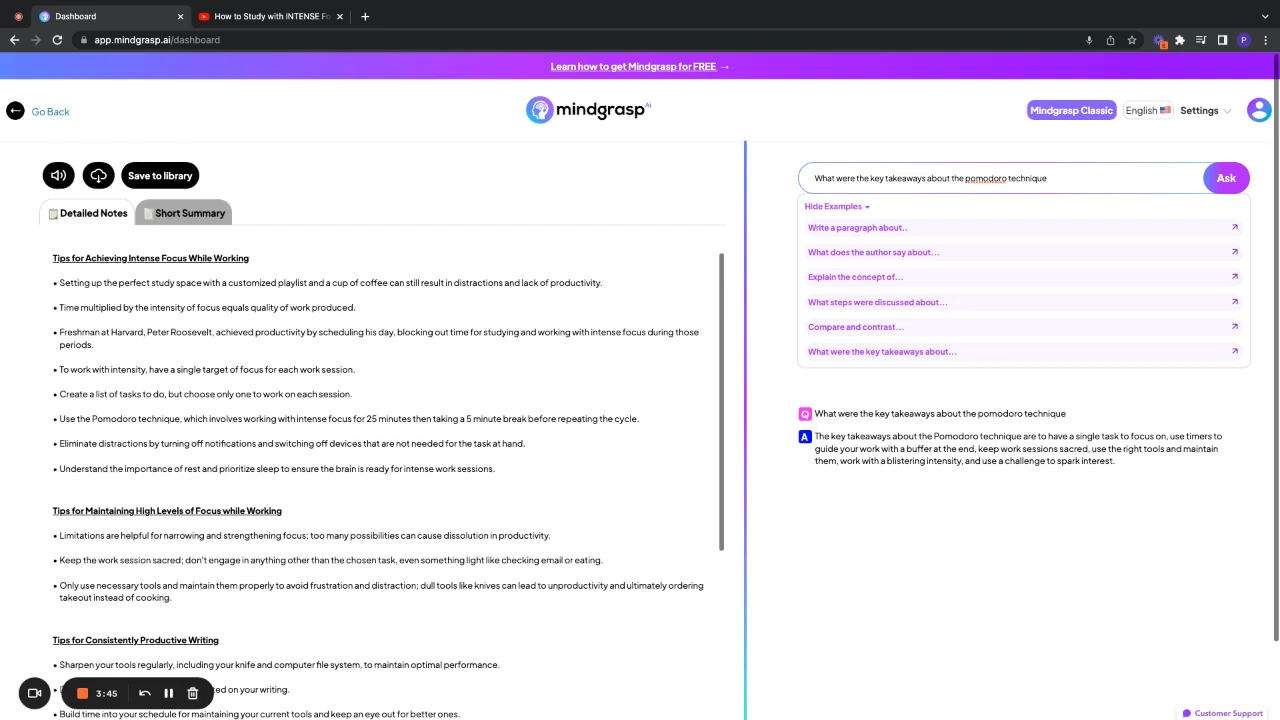 Dashboard
How to Study with INTENSE Fo
app.mindgrasp.ai/dashboard
6
P
Learn how to get Mindgrasp for FREE →
Go Back
mindgrasp Ai
Mindgrasp Classic
English
Settings
Save to library
Detailed Notes
Short Summary
Tips for Achieving Intense Focus While Working
• Setting up the perfect study space with a customized playlist and a cup of coffee can still result in distractions and lack of productivity.
• Time multiplied by the intensity of focus equals quality of work produced.
• Freshman at Harvard, Peter Roosevelt, achieved productivity by scheduling his day, blocking out time for studying and working with intense focus during those
periods.
• To work with intensity, have a single target of focus for each work session.
• Create a list of tasks to do, but choose only one to work on each session.
• Use the Pomodoro technique, which involves working with intense focus for 25 minutes then taking a 5 minute break before repeating the cycle.
• Eliminate distractions by turning off notifications and switching off devices that are not needed for the task at hand.
• Understand the importance of rest and prioritize sleep to ensure the brain is ready for intense work sessions.
Tips for Maintaining High Levels of Focus while Working
• Limitations are helpful for narrowing and strengthening focus; too many possibilities can cause dissolution in productivity.
• Keep the work session sacred; don't engage in anything other than the chosen task, even something light like checking email or eating.
• Only use necessary tools and maintain them properly to avoid frustration and distraction; dull tools like knives can lead to unproductivity and ultimately ordering
takeout instead of cooking.
Tips for Consistently Productive Writing
• Sharpen your tools regularly, including your knife and computer file system, to maintain optimal performance.
ed on your writing.
• Build time into your schedule for maintaining your current tools and keep an eye out for better ones.
3:45
What were the key takeaways about the pomodoro technique
Ask
Hide Examples
Write a paragraph about..
What does the author say about...
Explain the concept of...
What steps were discussed about...
Compare and contrast...
What were the key takeaways about...
Q What were the key takeaways about the pomodoro technique
A The key takeaways about the Pomodoro technique are to have a single task to focus on, use timers to
guide your work with a buffer at the end, keep work sessions sacred, use the right tools and maintain
them, work with a blistering intensity, and use a challenge to spark interest.
Customer Support